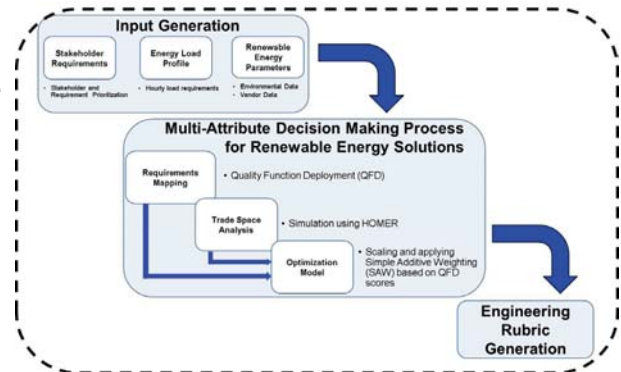 Input Generation
Stakeholder
Requirements
Energy Load
Profile
Renewable
Energy
Parameters
• Stakeholder and
Requirement Prioritization
• Hourly load requirements
• Environmental Data
• Vendor Data
Multi-Attribute Decision Making Process
for Renewable Energy Solutions
Requirements
Mapping
• Quality Function Deployment (QFD)
Trade Space
Analysis
• Simulation using HOMER
Optimization
Model
• Scaling and applying
Simple Additive Weighting
(SAW) based on QFD
scores
Engineering
Rubric
Generation